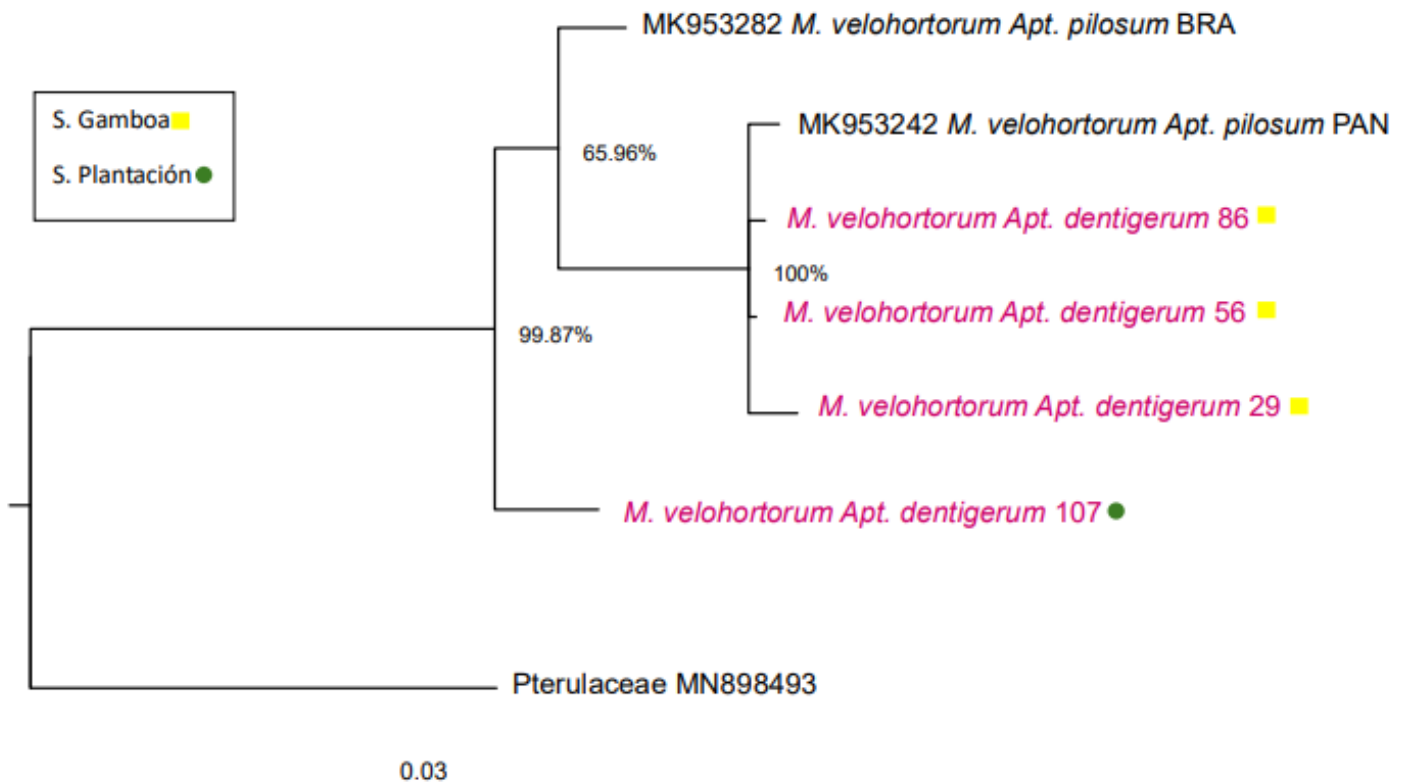 MK953282 M. velohortorum Apt. pilosum BRA
S. Gamboa
S. Plantación
MK953242 M. velohortorum Apt. pilosum PAN
65.96%
M. velohortorum Apt. dentigerum 86
100%
M. velohortorum Apt. dentigerum 56
99.87%
M. velohortorum Apt. dentigerum 29
M. velohortorum Apt. dentigerum 107
Pterulaceae MN898493
0.03